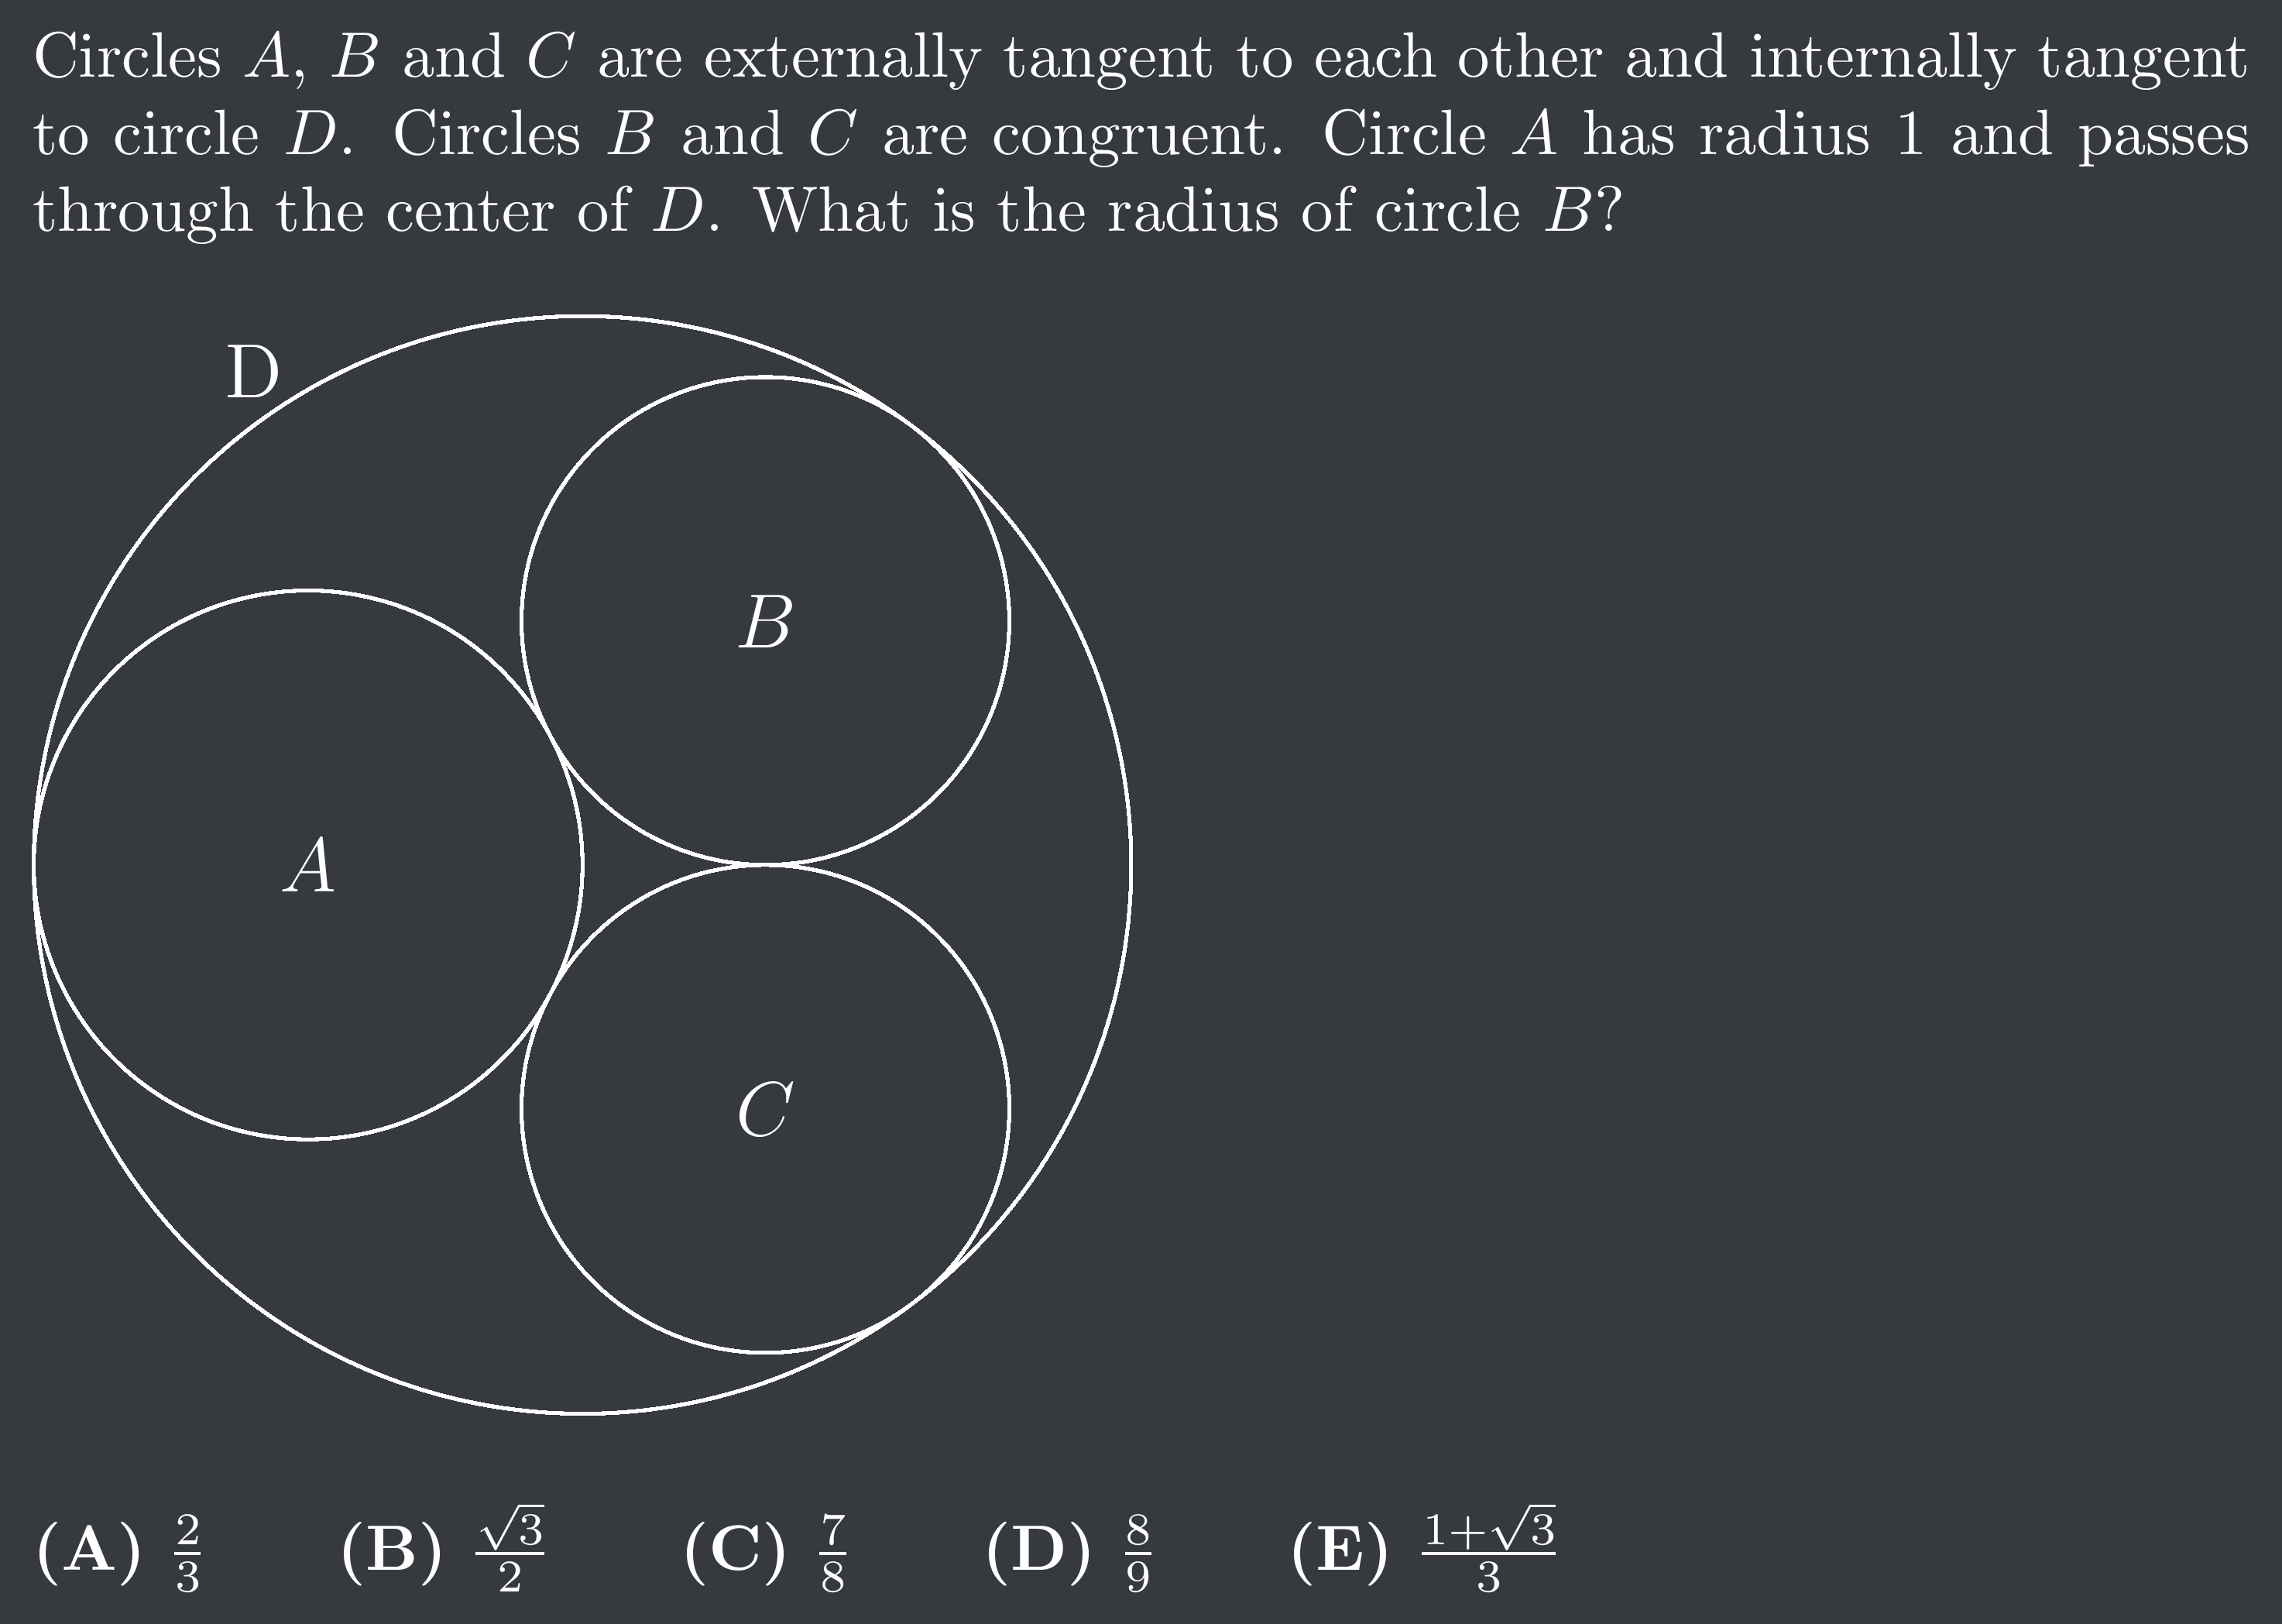 Circles A, B and C are externally tangent to each other and internally tangent
to circle D. Circles B and C are congruent. Circle A has radius 1 and passes
through the center of D. What is the radius of circle B?
D
B
A
C
(A) 2/3 (B) √3/2 (C) 7/8 (D) 8/9 (E) (1+√3)/3